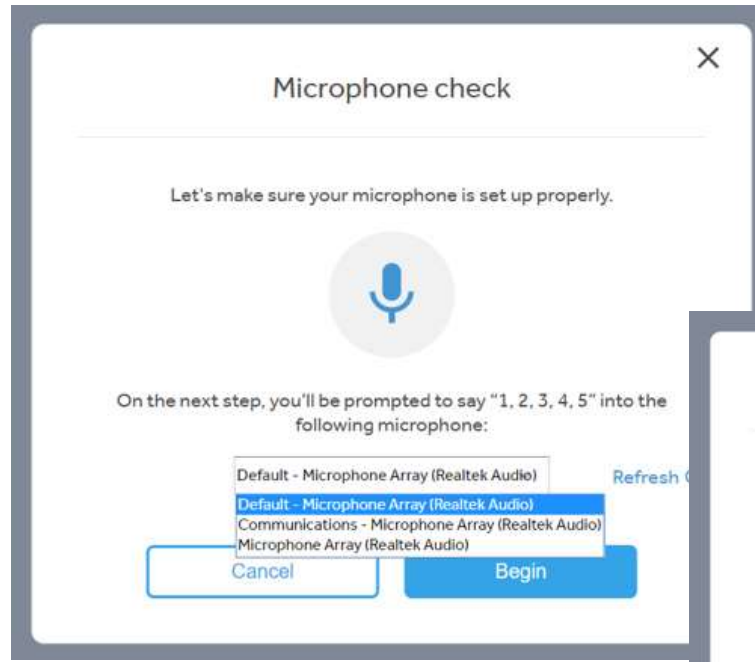 Microphone check
Let's make sure your microphone is set up properly.
On the next step, you'll be prompted to say "1, 2, 3, 4, 5" into the
following microphone:
Default - Microphone Array (Realtek Audio)
Refresh
Default - Microphone Array (Realtek Audio)
Communications - Microphone Array (Realtek Audio)
Microphone Array (Realtek Audio)
Cancel
Begin